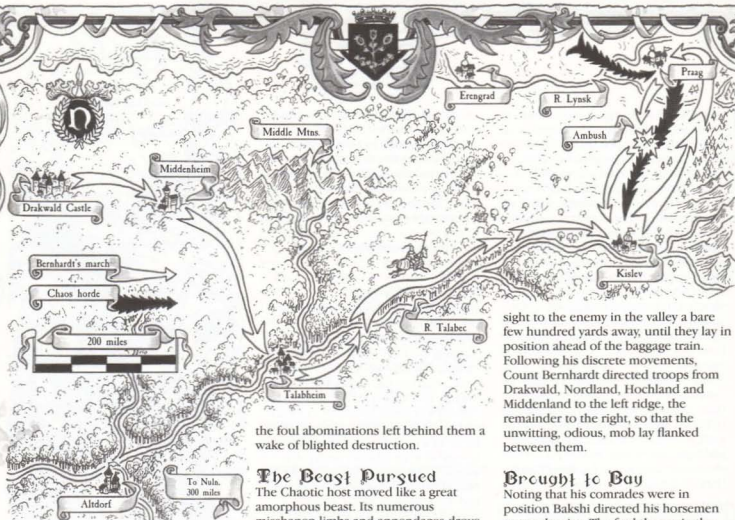 Praag
Erengrad
R. Lynsk
Ambush
Middle Mtns.
Middenheim
Drakwald Castle
Bernhardt's march
Chaos horde
Kislev
200 miles
R. Talabec
Talabheim
Altdorf
To Nuln.
300 miles
the foul abominations left behind them a
wake of blighted destruction.
The Beast Pursued
The Chaotic host moved like a great
amorphous beast. Its numerous
misshapen limbs and appendages drove
sight to the enemy in the valley a bare
few hundred yards away, until they lay in
position ahead of the baggage train.
Following his discrete movements,
Count Bernhardt directed troops from
Drakwald, Nordland, Hochland and
Middenland to the left ridge, the
remainder to the right, so that the
unwitting, odious, mob lay flanked
between them.
Brought to Bay
Noting that his comrades were in
position Bakshi directed his horsemen